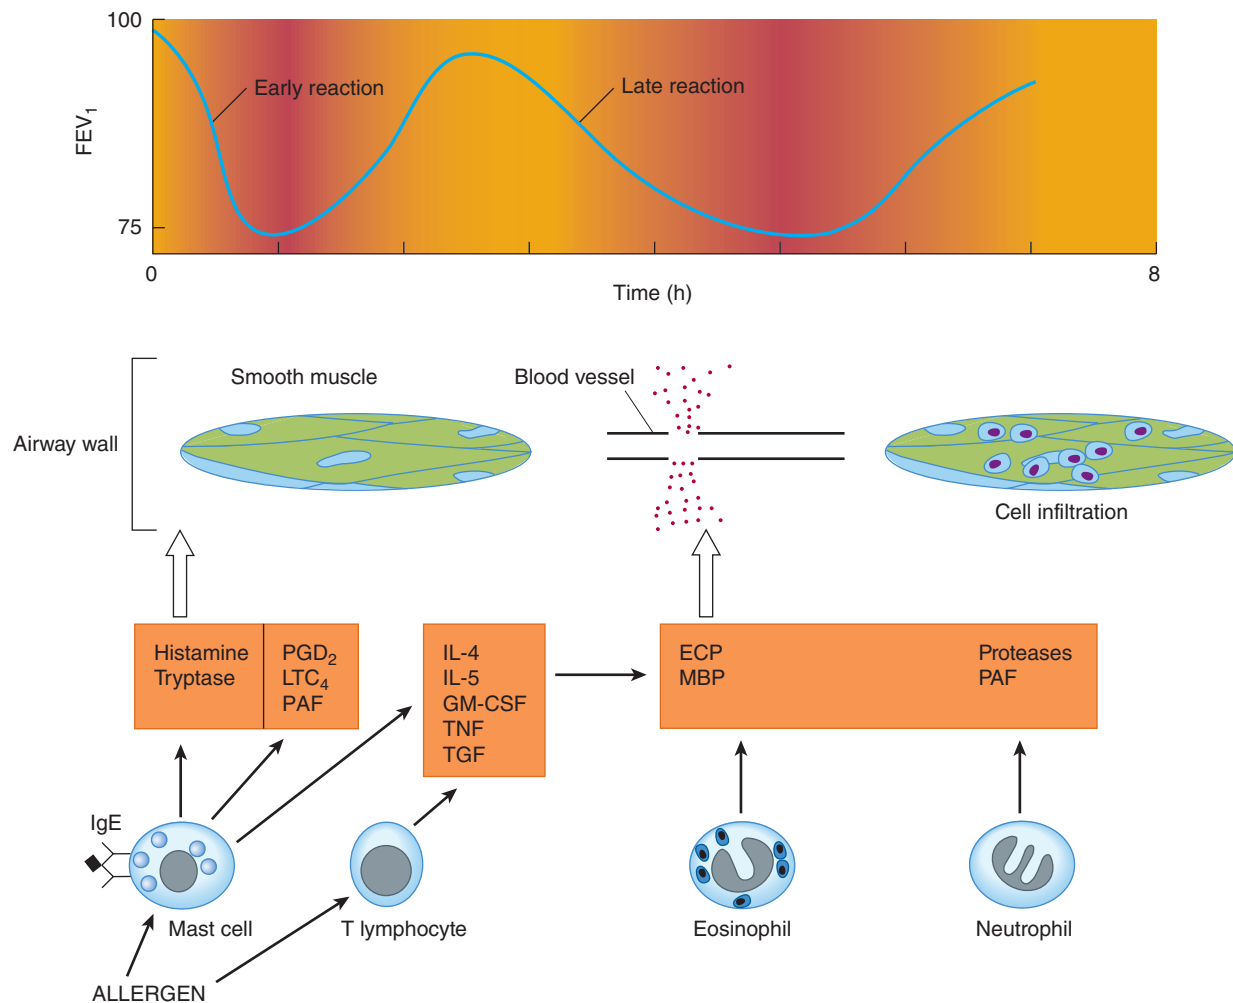 100
FEV1
Early reaction
Late reaction
75
0
8
Time (h)
Airway wall
Smooth muscle
Blood vessel
Cell infiltration
Histamine
Tryptase
PGD2
LTC4
PAF
IL-4
IL-5
GM-CSF
TNF
TGF
ECP
MBP
Proteases
PAF
IgE
Mast cell
T lymphocyte
Eosinophil
Neutrophil
ALLERGEN